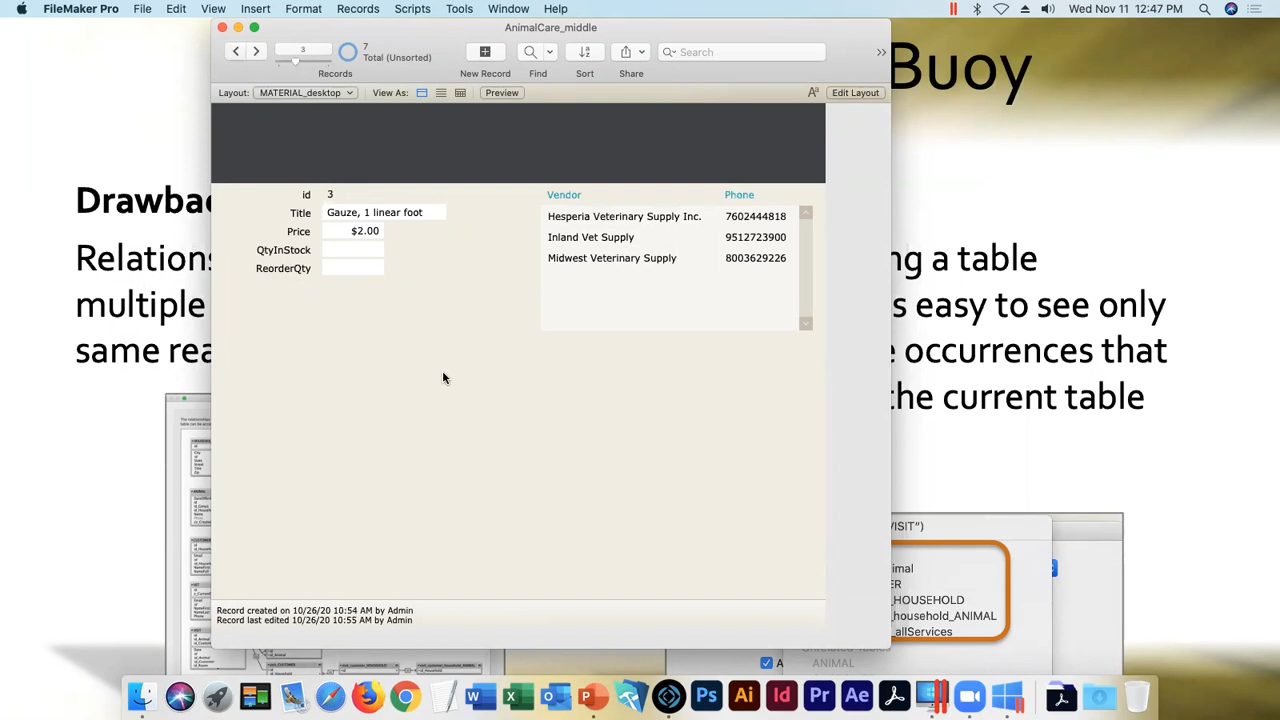 FileMaker Pro File Edit View Insert Format Records Scripts Tools Window Help Wed Nov 11 12:47 PM
AnimalCare_middle
3
7
Total (Unsorted)
Search
Records New Record Find Sort Share
Layout: MATERIAL_desktop View As: Preview Aa Edit Layout
Buoy
id 3
Title Gauze, 1 linear foot
Price $2.00
QtyInStock
ReorderQty
Vendor Phone
Hesperia Veterinary Supply Inc. 7602444818
Inland Vet Supply 9512723900
Midwest Veterinary Supply 8003629226
Record created on 10/26/20 10:54 AM by Admin
Record last edited 10/26/20 10:55 AM by Admin
Drawba
Relations
multiple
same rea
g a table
s easy to see only
e occurrences that
the current table
ISIT")
nimal
ER
_HOUSEHOLD
_household_ANIMAL
_allServices
ANIMAL
A